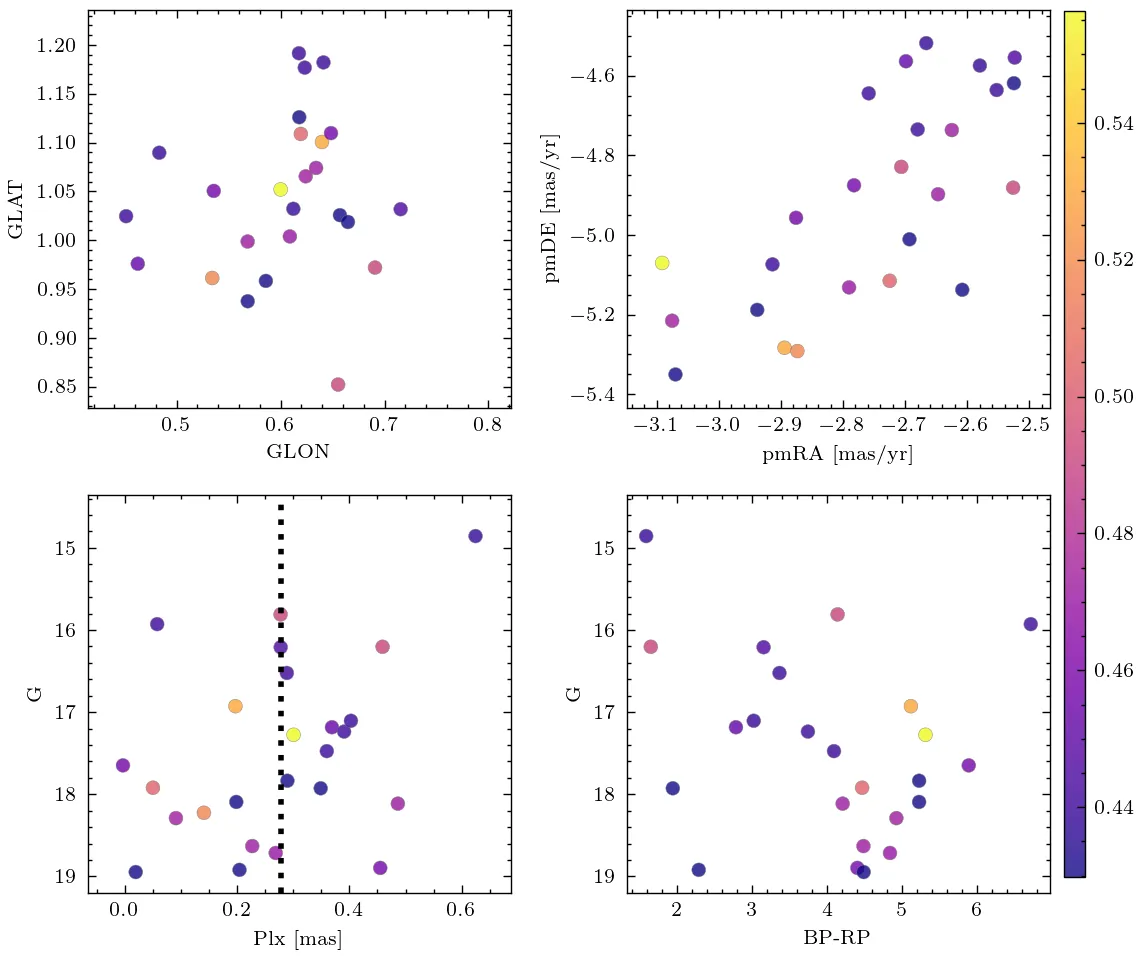 1.20
1.15
1.10
1.05
1.00
0.95
0.90
0.85
GLAT
0.5 0.6 0.7 0.8
GLON
−4.6
−4.8
−5.0
−5.2
−5.4
pmDE [mas/yr]
−3.1 −3.0 −2.9 −2.8 −2.7 −2.6 −2.5
pmRA [mas/yr]
15
16
17
18
19
G
0.0 0.2 0.4 0.6
Plx [mas]
15
16
17
18
19
G
2 3 4 5 6
BP-RP
0.54
0.52
0.50
0.48
0.46
0.44